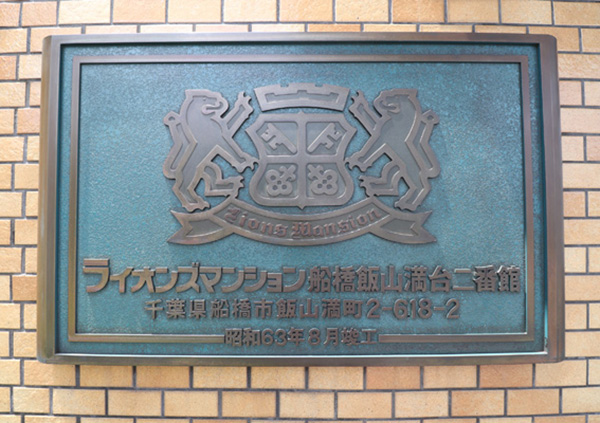 Lions Mansion
ライオンズマンション船橋飯山満台二番館
千葉県船橋市飯山満町2-618-2
昭和63年8月竣工